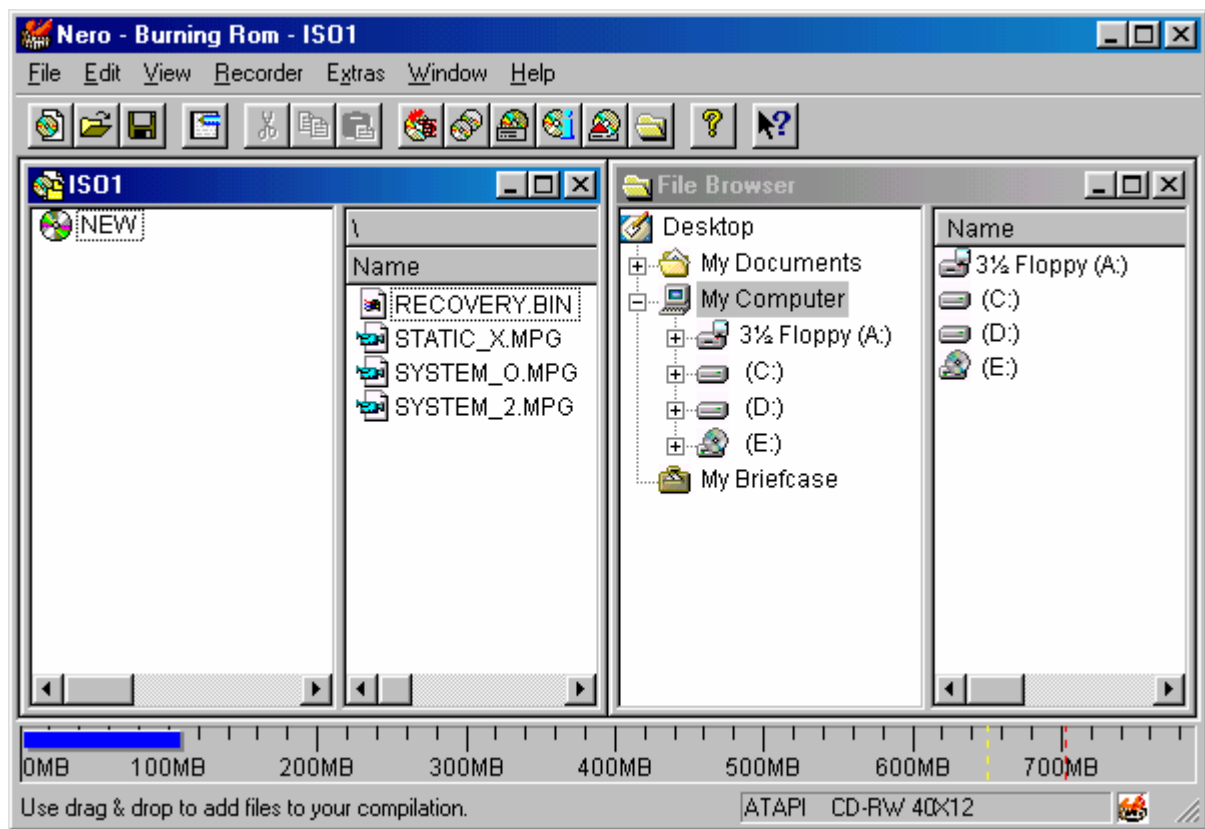 Nero - Burning Rom - ISO1
File Edit View Recorder Extras Window Help
ISO1
NEW
\
Name
RECOVERY.BIN
STATIC_X.MPG
SYSTEM_O.MPG
SYSTEM_2.MPG
File Browser
Desktop
My Documents
My Computer
3½ Floppy (A:)
(C:)
(D:)
(E:)
My Briefcase
Name
3½ Floppy (A:)
(C:)
(D:)
(E:)
0MB 100MB 200MB 300MB 400MB 500MB 600MB 700MB
Use drag & drop to add files to your compilation.
ATAPI CD-RW 40X12